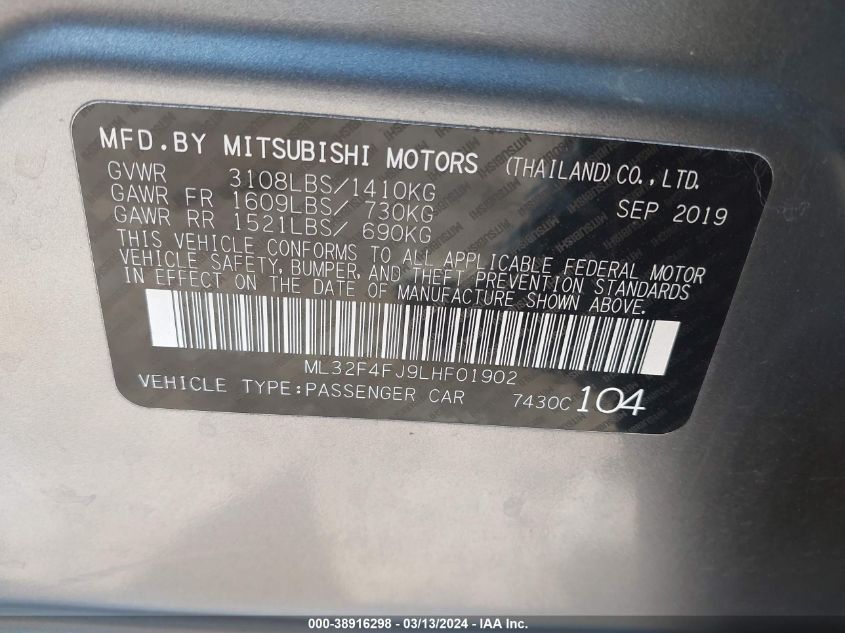 MFD.BY MITSUBISHI MOTORS (THAILAND) CO.,LTD.
GVWR 3108LBS/1410KG
GAWR FR 1609LBS/ 730KG SEP 2019
GAWR RR 1521LBS/ 690KG
THIS VEHICLE CONFORMS TO ALL APPLICABLE FEDERAL MOTOR
VEHICLE SAFETY, BUMPER, AND THEFT PREVENTION STANDARDS
IN EFFECT ON THE DATE OF MANUFACTURE SHOWN ABOVE.
ML32F4FJ9LHF01902
VEHICLE TYPE:PASSENGER CAR 7430C 104
000-38916298 - 03/13/2024 - IAA Inc.